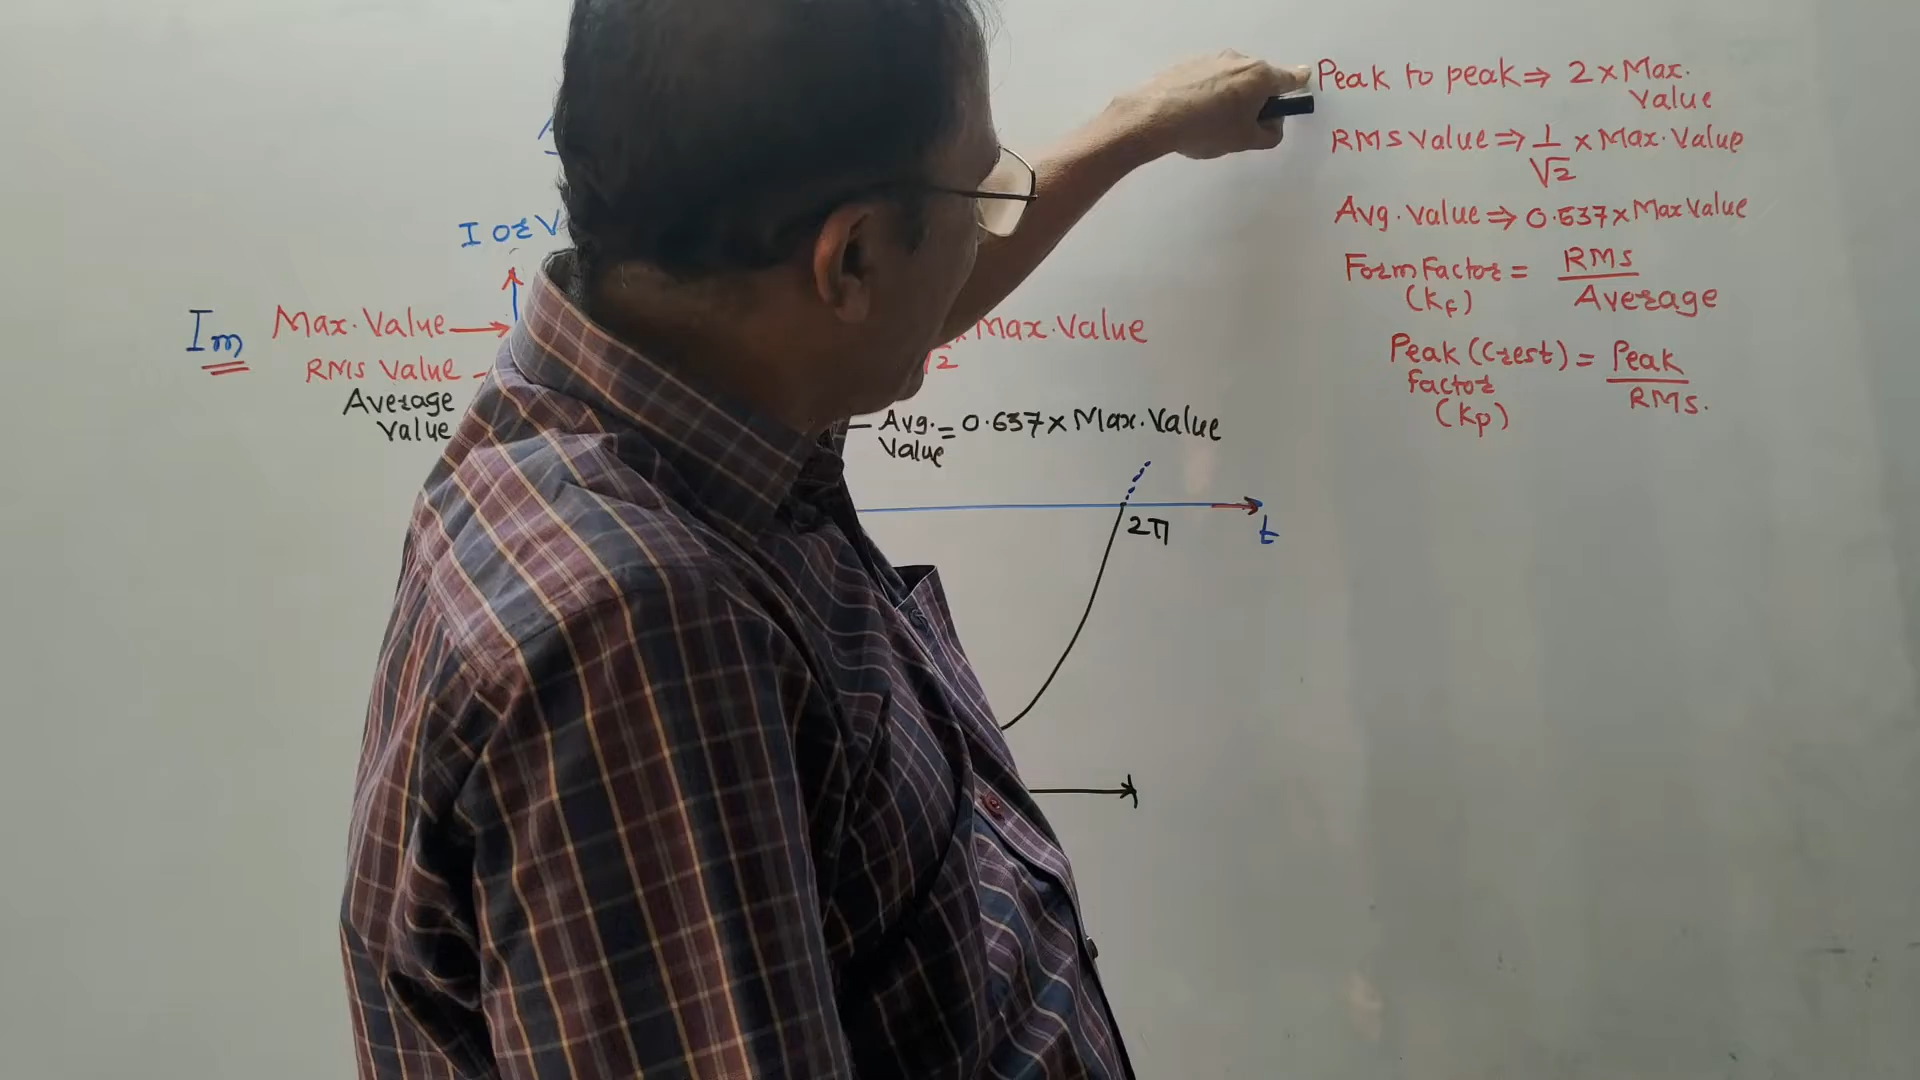 I or V
Im
Max. Value
RMS Value
Average
Value
Max. Value
√2
Avg. = 0.637 x Max. Value
Value
2π
t
Peak to peak ⇒ 2 x Max.
Value
RMS Value ⇒ 1/√2 x Max. Value
Avg. Value ⇒ 0.637 x Max Value
Form Factor = RMS/Average
(Kf)
Peak (Crest) = Peak/RMS.
factor
(Kp)